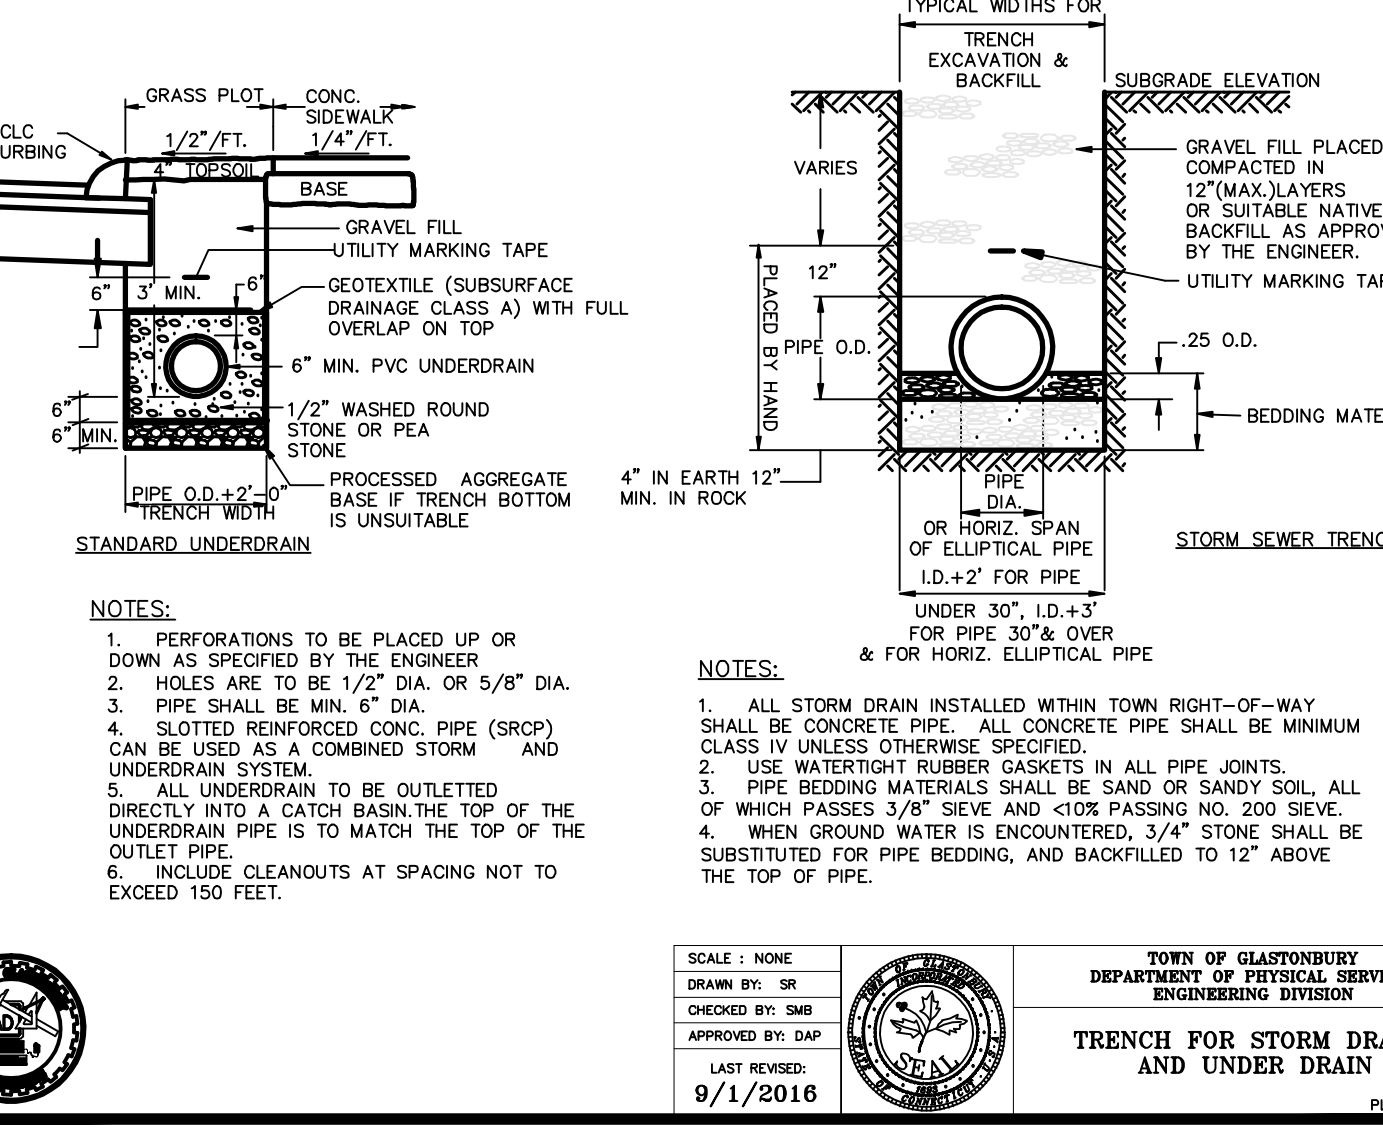 TYPICAL WIDTHS FOR
TRENCH
EXCAVATION &
BACKFILL
SUBGRADE ELEVATION
GRASS PLOT
CONC.
SIDEWALK
CLC
URBING
1/2"/FT.
1/4"/FT.
4" TOPSOIL
BASE
GRAVEL FILL
UTILITY MARKING TAPE
6"
3' MIN.
6"
GEOTEXTILE (SUBSURFACE
DRAINAGE CLASS A) WITH FULL
OVERLAP ON TOP
6" MIN. PVC UNDERDRAIN
6"
6" MIN.
1/2" WASHED ROUND
STONE OR PEA
STONE
PROCESSED AGGREGATE
BASE IF TRENCH BOTTOM
IS UNSUITABLE
PIPE O.D.+2'-0"
TRENCH WIDTH
STANDARD UNDERDRAIN
VARIES
12"
PLACED BY HAND
PIPE O.D.
GRAVEL FILL PLACED
COMPACTED IN
12"(MAX.)LAYERS
OR SUITABLE NATIVE
BACKFILL AS APPROV
BY THE ENGINEER.
UTILITY MARKING TAP
.25 O.D.
BEDDING MATE
4" IN EARTH 12"
MIN. IN ROCK
PIPE
DIA.
OR HORIZ. SPAN
OF ELLIPTICAL PIPE
I.D.+2' FOR PIPE
UNDER 30", I.D.+3'
FOR PIPE 30"& OVER
& FOR HORIZ. ELLIPTICAL PIPE
STORM SEWER TRENC
NOTES:
1. PERFORATIONS TO BE PLACED UP OR
DOWN AS SPECIFIED BY THE ENGINEER
2. HOLES ARE TO BE 1/2" DIA. OR 5/8" DIA.
3. PIPE SHALL BE MIN. 6" DIA.
4. SLOTTED REINFORCED CONC. PIPE (SRCP)
CAN BE USED AS A COMBINED STORM AND
UNDERDRAIN SYSTEM.
5. ALL UNDERDRAIN TO BE OUTLETTED
DIRECTLY INTO A CATCH BASIN.THE TOP OF THE
UNDERDRAIN PIPE IS TO MATCH THE TOP OF THE
OUTLET PIPE.
6. INCLUDE CLEANOUTS AT SPACING NOT TO
EXCEED 150 FEET.
NOTES:
1. ALL STORM DRAIN INSTALLED WITHIN TOWN RIGHT-OF-WAY
SHALL BE CONCRETE PIPE. ALL CONCRETE PIPE SHALL BE MINIMUM
CLASS IV UNLESS OTHERWISE SPECIFIED.
2. USE WATERTIGHT RUBBER GASKETS IN ALL PIPE JOINTS.
3. PIPE BEDDING MATERIALS SHALL BE SAND OR SANDY SOIL, ALL
OF WHICH PASSES 3/8" SIEVE AND <10% PASSING NO. 200 SIEVE.
4. WHEN GROUND WATER IS ENCOUNTERED, 3/4" STONE SHALL BE
SUBSTITUTED FOR PIPE BEDDING, AND BACKFILLED TO 12" ABOVE
THE TOP OF PIPE.
SCALE : NONE
DRAWN BY: SR
CHECKED BY: SMB
APPROVED BY: DAP
LAST REVISED:
9/1/2016
TOWN OF GLASTONBURY
INCORPORATED
SEAL
1693
STATE OF CONNECTICUT U.S.A.
TOWN OF GLASTONBURY
DEPARTMENT OF PHYSICAL SERVI
ENGINEERING DIVISION
TRENCH FOR STORM DRA
AND UNDER DRAIN
PL